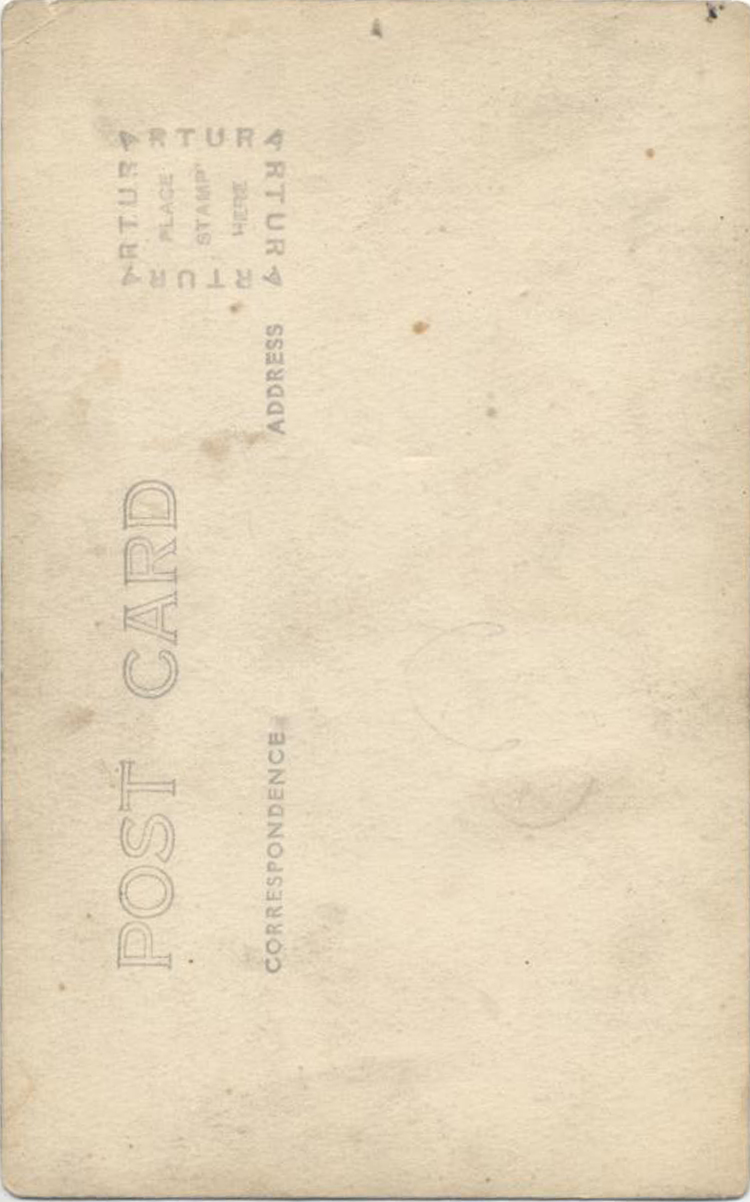 POST CARD
CORRESPONDENCE
ADDRESS
ARTURA
ARTURA
ARTURA
ARTURA
PLACE
STAMP
HERE